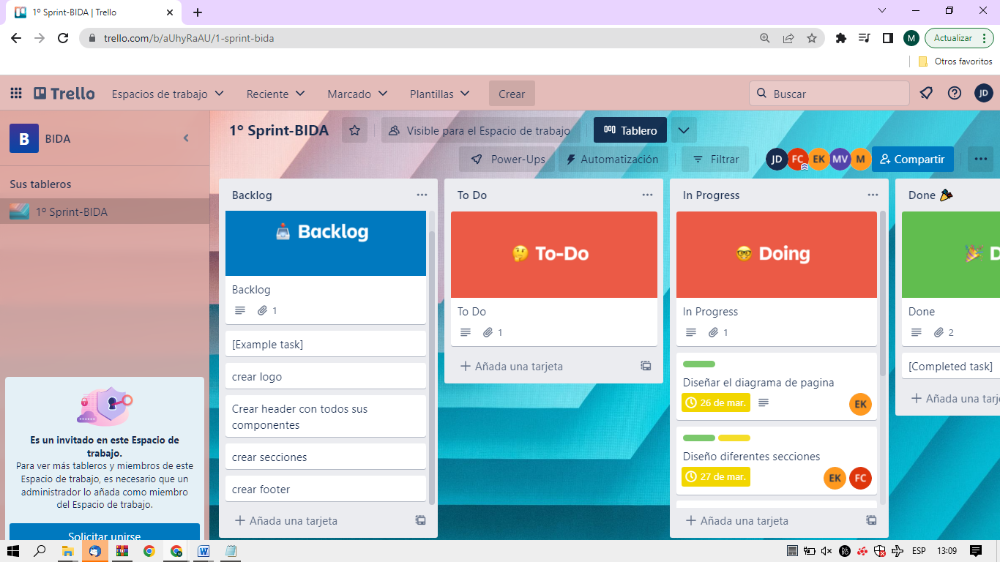 1º Sprint-BIDA | Trello
trello.com/b/aUhyRaAU/1-sprint-bida
M
Actualizar
Otros favoritos
Trello
Espacios de trabajo
Reciente
Marcado
Plantillas
Crear
Buscar
JD
B
BIDA
1º Sprint-BIDA
Visible para el Espacio de trabajo
Tablero
Power-Ups
Automatización
Filtrar
JD
FC
EK
MV
M
Compartir
Sus tableros
1º Sprint-BIDA
Es un invitado en este Espacio de
trabajo.
Para ver más tableros y miembros de este
Espacio de trabajo, es necesario que un
administrador lo añada como miembro
del Espacio de trabajo.
Solicitar unirse
Backlog
Backlog
Backlog
1
[Example task]
crear logo
Crear header con todos sus
componentes
crear secciones
crear footer
Añada una tarjeta
To Do
To-Do
To Do
1
Añada una tarjeta
In Progress
Doing
In Progress
1
Diseñar el diagrama de pagina
26 de mar.
EK
Diseño diferentes secciones
27 de mar.
EK
FC
Añada una tarjeta
Done
D
Done
2
[Completed task]
Añada una tarje
ESP
13:09